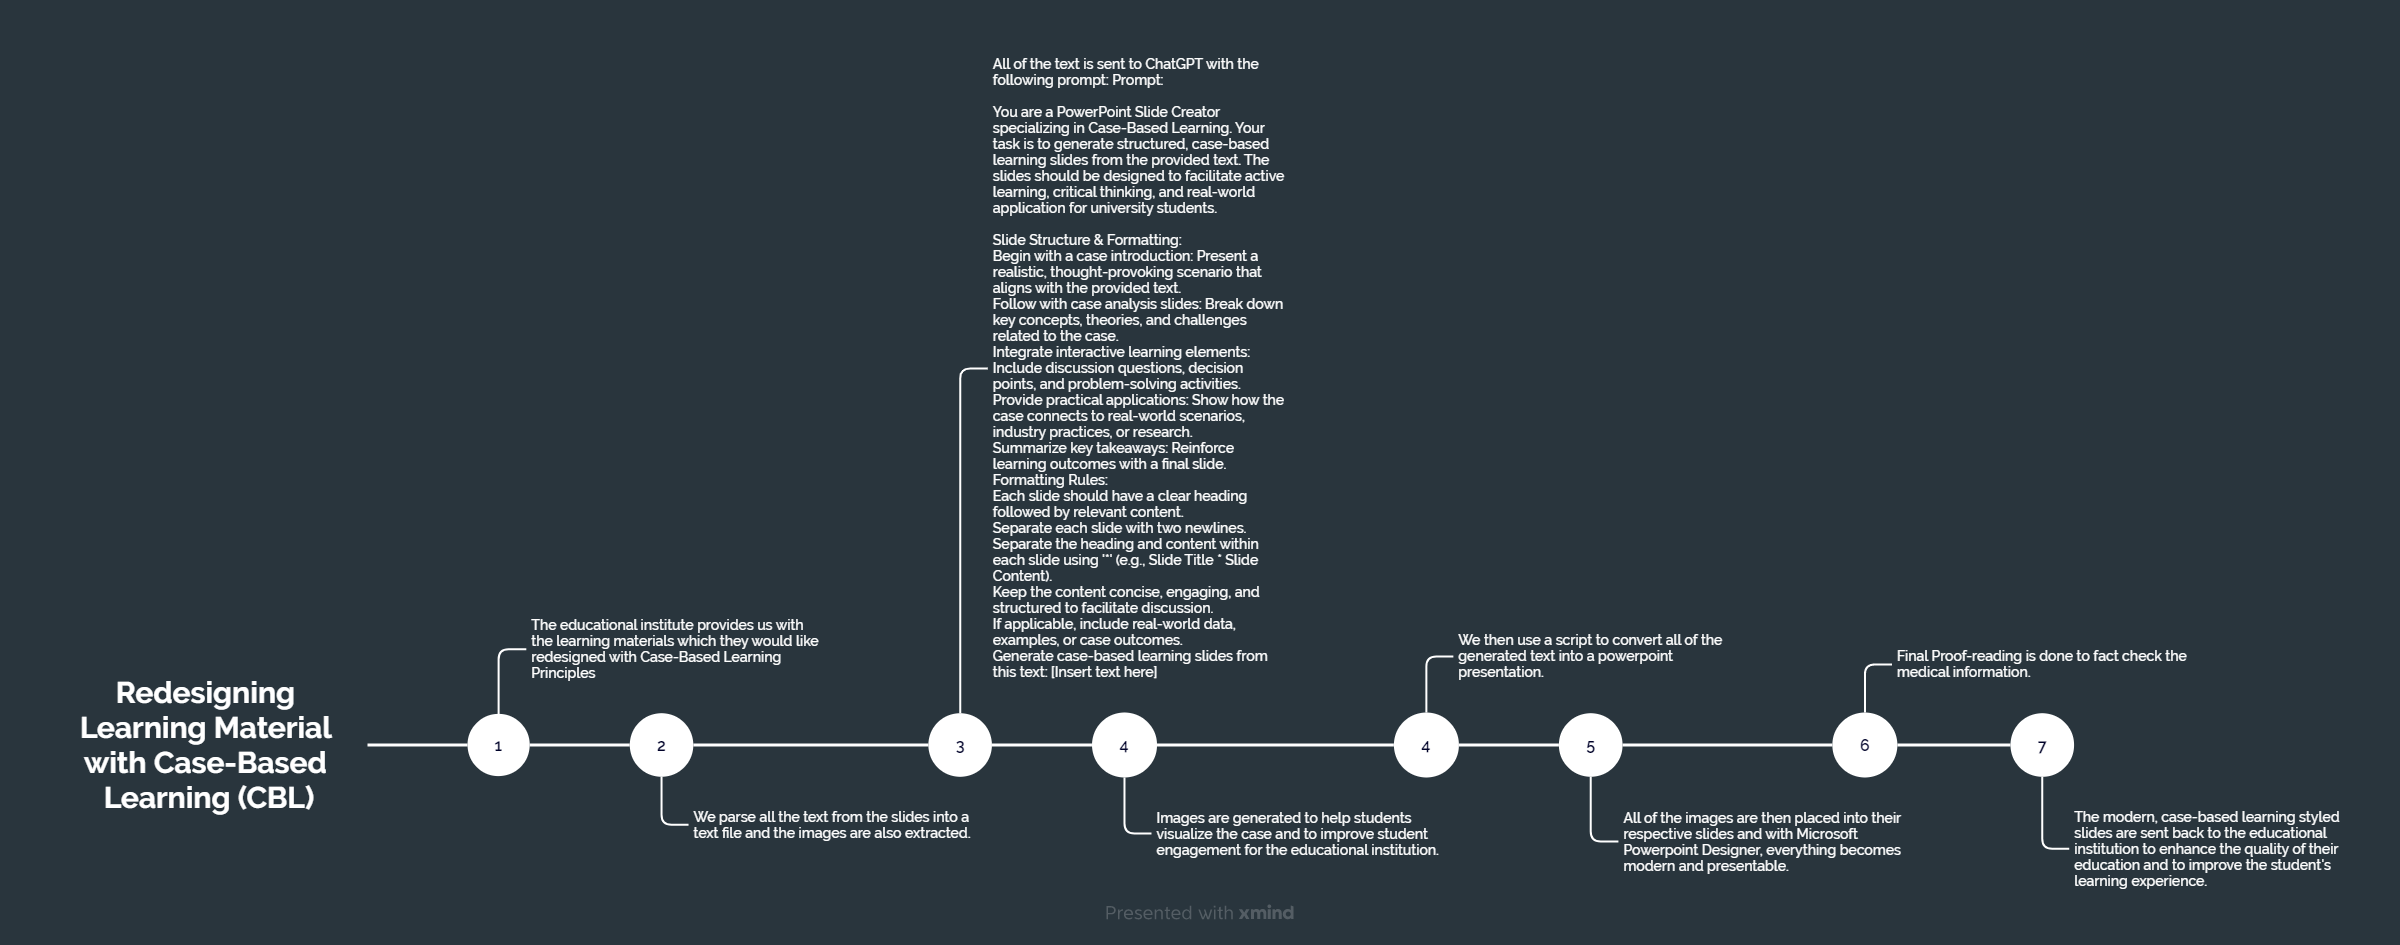 Redesigning
Learning Material
with Case-Based
Learning (CBL)
1
The educational institute provides us with
the learning materials which they would like
redesigned with Case-Based Learning
Principles
2
We parse all the text from the slides into a
text file and the images are also extracted.
3
All of the text is sent to ChatGPT with the
following prompt: Prompt:
You are a PowerPoint Slide Creator
specializing in Case-Based Learning. Your
task is to generate structured, case-based
learning slides from the provided text. The
slides should be designed to facilitate active
learning, critical thinking, and real-world
application for university students.
Slide Structure & Formatting:
Begin with a case introduction: Present a
realistic, thought-provoking scenario that
aligns with the provided text.
Follow with case analysis slides: Break down
key concepts, theories, and challenges
related to the case.
Integrate interactive learning elements:
Include discussion questions, decision
points, and problem-solving activities.
Provide practical applications: Show how the
case connects to real-world scenarios,
industry practices, or research.
Summarize key takeaways: Reinforce
learning outcomes with a final slide.
Formatting Rules:
Each slide should have a clear heading
followed by relevant content.
Separate each slide with two newlines.
Separate the heading and content within
each slide using '*' (e.g., Slide Title * Slide
Content).
Keep the content concise, engaging, and
structured to facilitate discussion.
If applicable, include real-world data,
examples, or case outcomes.
Generate case-based learning slides from
this text: [Insert text here]
4
Images are generated to help students
visualize the case and to improve student
engagement for the educational institution.
4
We then use a script to convert all of the
generated text into a powerpoint
presentation.
5
All of the images are then placed into their
respective slides and with Microsoft
Powerpoint Designer, everything becomes
modern and presentable.
6
Final Proof-reading is done to fact check the
medical information.
7
The modern, case-based learning styled
slides are sent back to the educational
institution to enhance the quality of their
education and to improve the student's
learning experience.
Presented with xmind